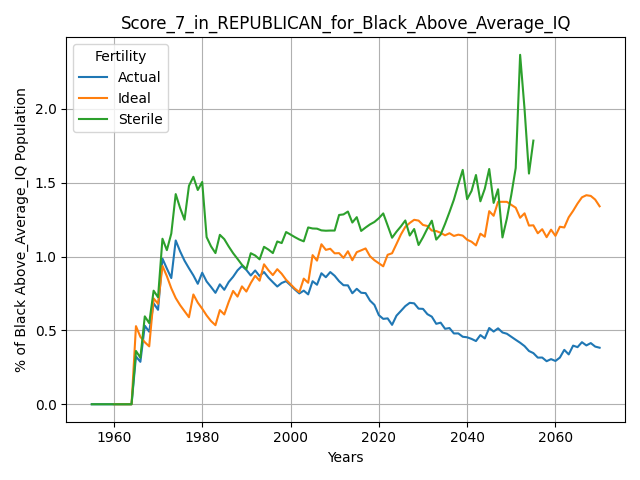 Score_7_in_REPUBLICAN_for_Black_Above_Average_IQ
Fertility
Actual
Ideal
Sterile
% of Black Above_Average_IQ Population
2.0
1.5
1.0
0.5
0.0
1960 1980 2000 2020 2040 2060
Years